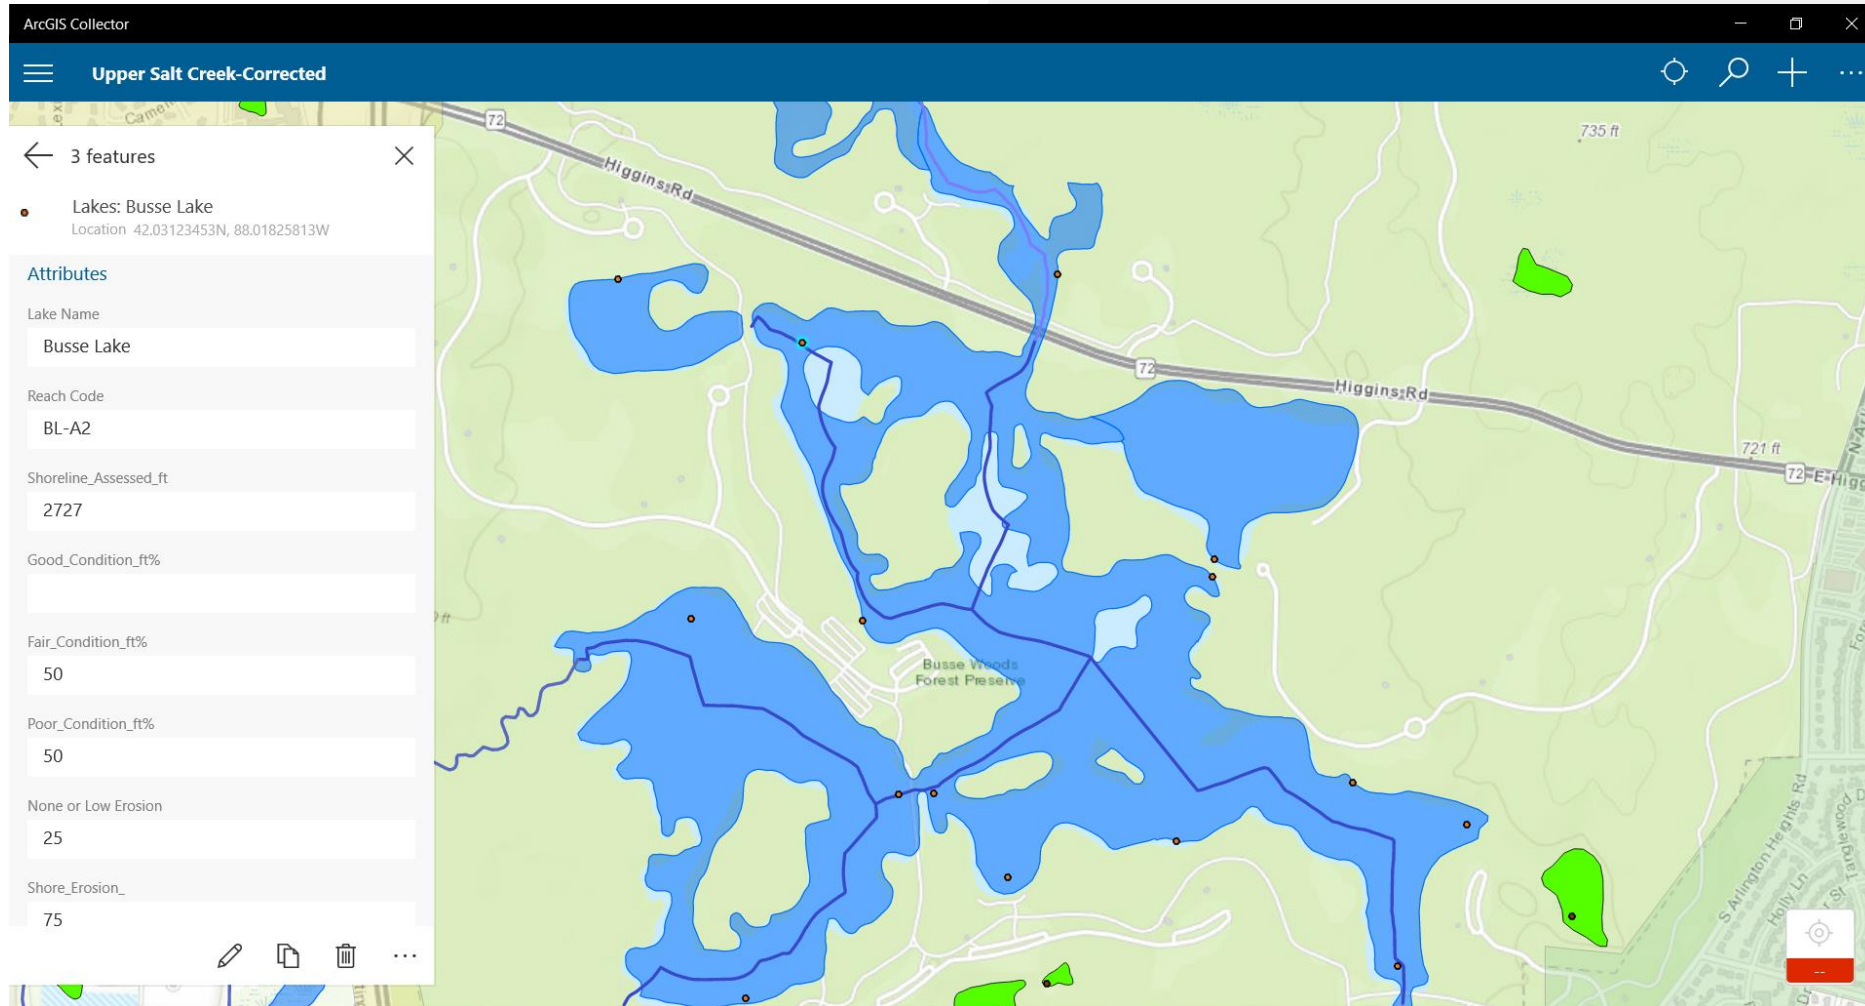 ArcGIS Collector
Upper Salt Creek-Corrected
3 features
Lakes: Busse Lake
Location 42.03123453N, 88.01825813W
Attributes
Lake Name
Busse Lake
Reach Code
BL-A2
Shoreline_Assessed_ft
2727
Good_Condition_ft%
Fair_Condition_ft%
50
Poor_Condition_ft%
50
None or Low Erosion
25
Shore_Erosion_
75
72
Higgins Rd
735 ft
72
Higgins Rd
721 ft
72
E Higg
N Ar
ft
Busse Woods
Forest Preserve
S Arlington Heights Rd
Holly Ln
Tanglewood D
St
--